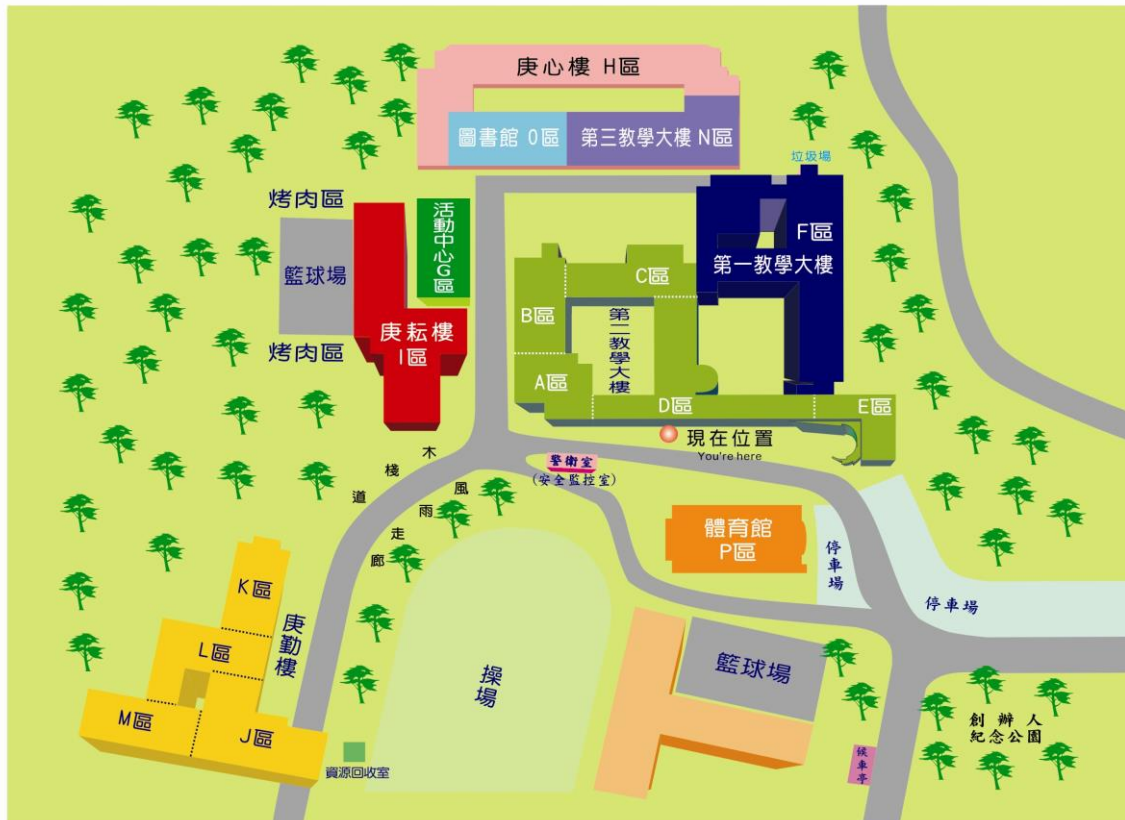 庚心樓 H區
圖書館 O區
第三教學大樓 N區
垃圾場
烤肉區
活動中心G區
F區
第一教學大樓
C區
籃球場
B區
第二教學大樓
庚耘樓
I區
烤肉區
A區
D區
E區
現在位置
You're here
木棧道
警衛室
(安全監控室)
風雨走廊
體育館
P區
停車場
停車場
K區
庚勤樓
L區
籃球場
操場
M區
J區
創辦人
紀念公園
候車亭
資源回收室